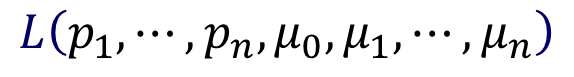 L(p₁, ⋯ , pₙ, μ₀, μ₁, ⋯ , μₙ)